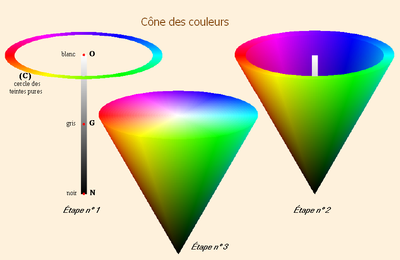 Cône des couleurs
blanc O
(C)
cercle des
teintes pures
gris G
noir N
Étape n° 1
Étape n° 2
Étape n° 3